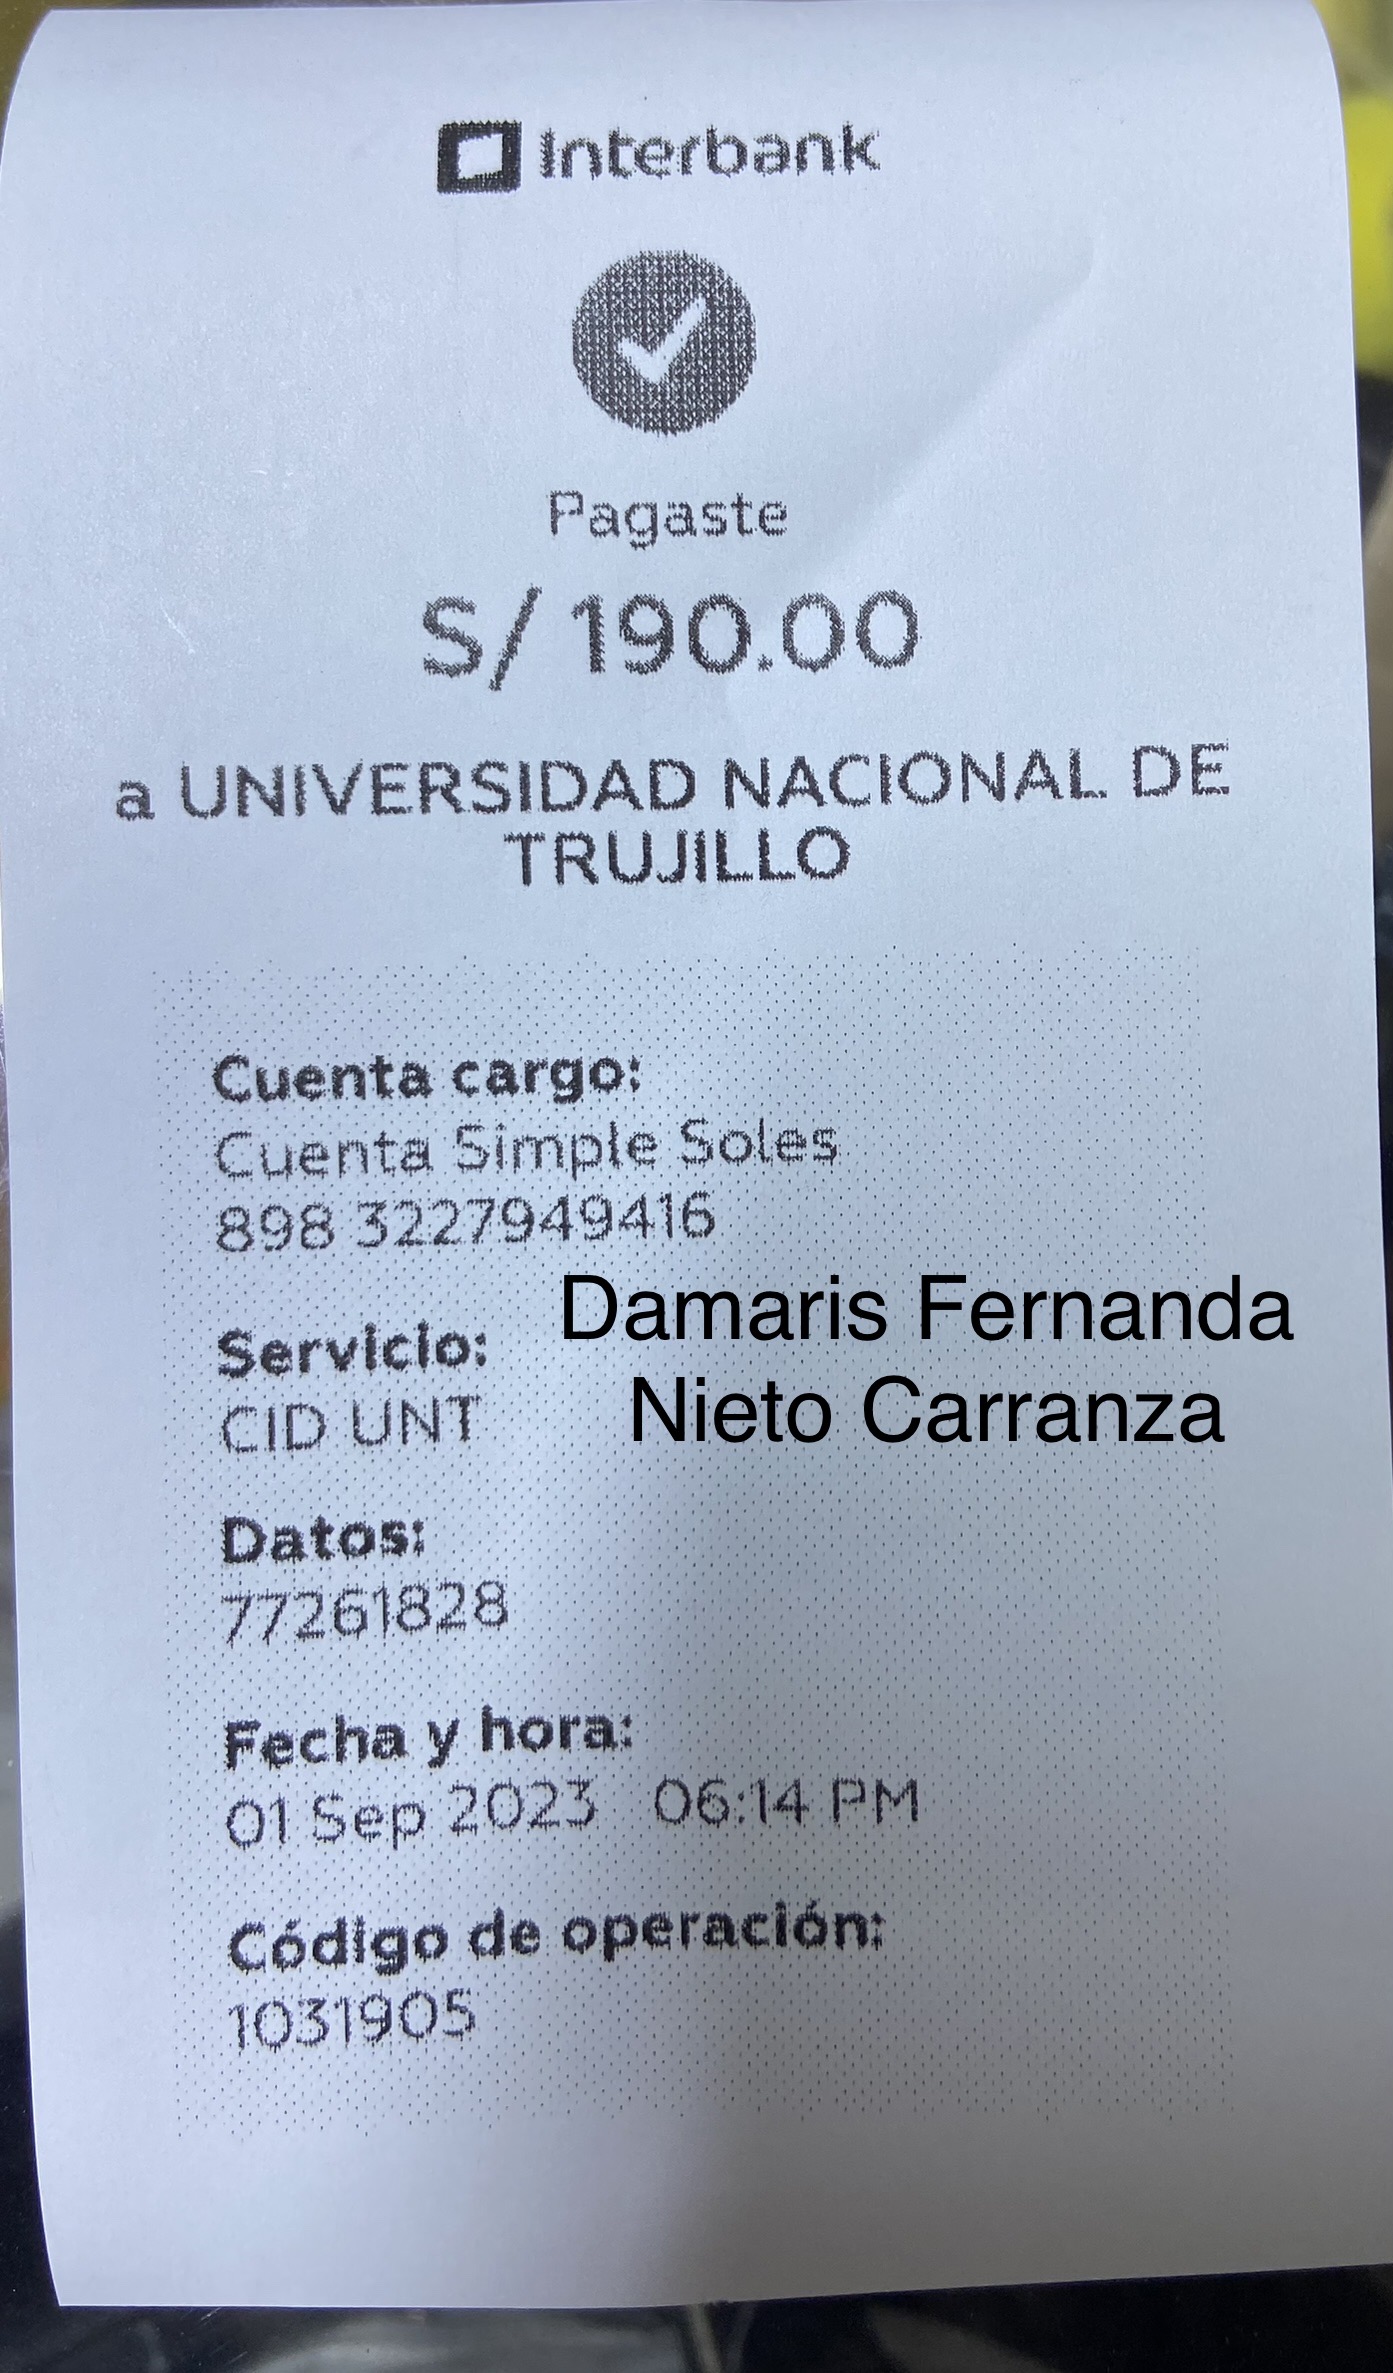 Interbank
Pagaste
S/ 190.00
a UNIVERSIDAD NACIONAL DE
TRUJILLO
Cuenta cargo:
Cuenta Simple Soles
898 3227949416
Damaris Fernanda
Nieto Carranza
Servicio:
CID UNT
Datos:
77261828
Fecha y hora:
01 Sep 2023 06:14 PM
Código de operación:
1031905